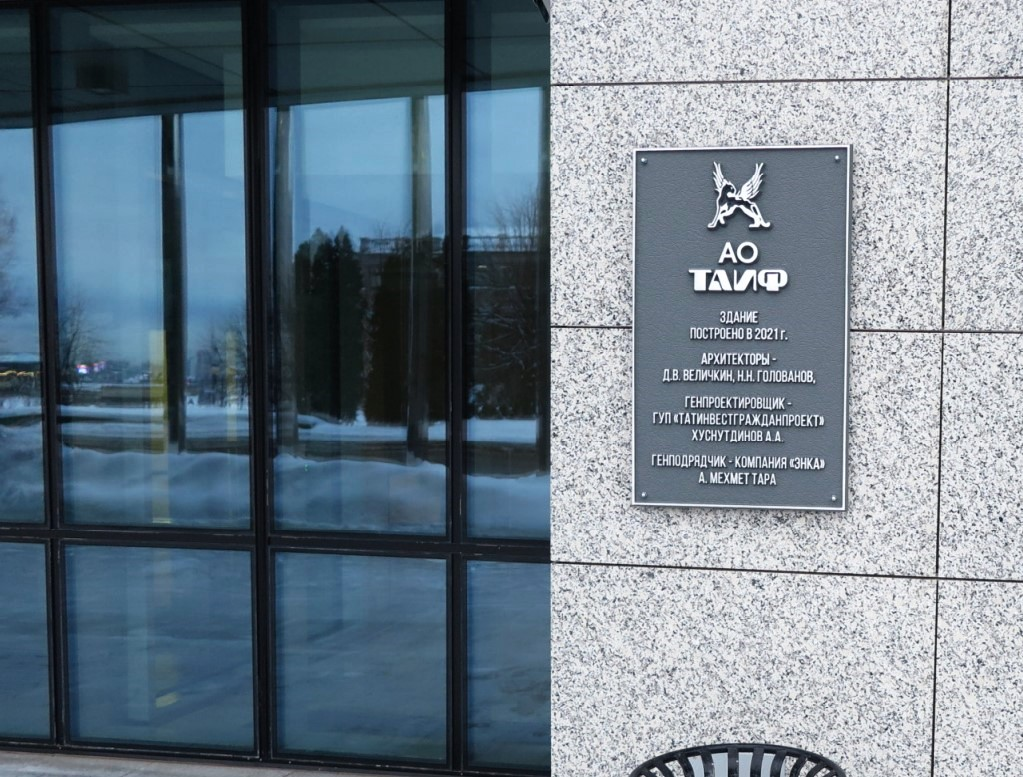 АО
ТАИФ
ЗДАНИЕ
ПОСТРОЕНО В 2021 г.
АРХИТЕКТОРЫ -
Д.В. ВЕЛИЧКИН, Н.Н. ГОЛОВАНОВ,
ГЕНПРОЕКТИРОВЩИК -
ГУП «ТАТИНВЕСТГРАЖДАНПРОЕКТ»
ХУСНУТДИНОВ А.А.
ГЕНПОДРЯДЧИК - КОМПАНИЯ «ЭНКА»
А. МЕХМЕТ ТАРА